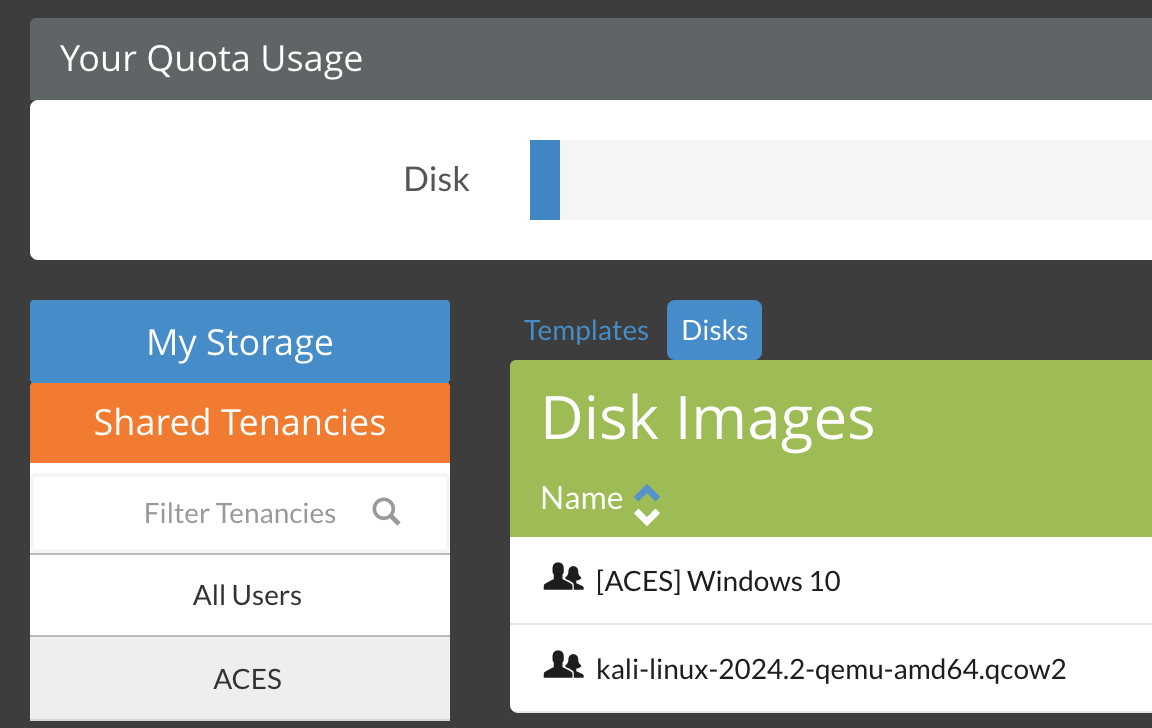 Your Quota Usage
Disk
My Storage
Shared Tenancies
Filter Tenancies
All Users
ACES
Templates Disks
Disk Images
Name
[ACES] Windows 10
kali-linux-2024.2-qemu-amd64.qcow2